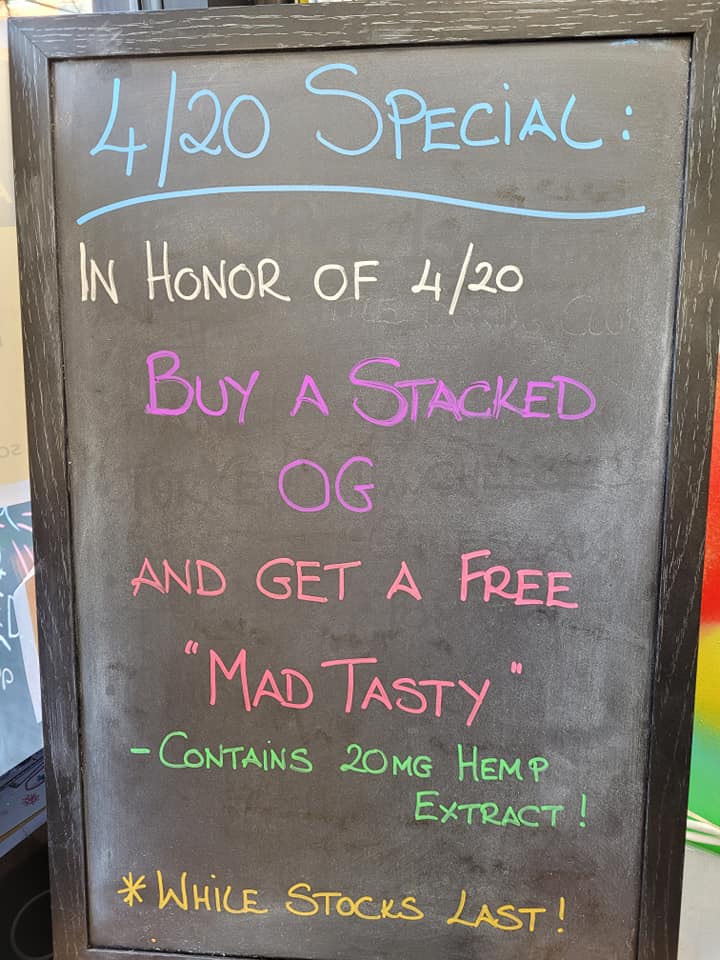 4/20 SPECiAL:
IN HONOR OF 4/20
BUY A STACKED
OG
AND GET A FREE
"MAD TASTY"
- CONTAiNS 20MG HEMP
EXTRACT!
*WHiLE STOCKS LAST!